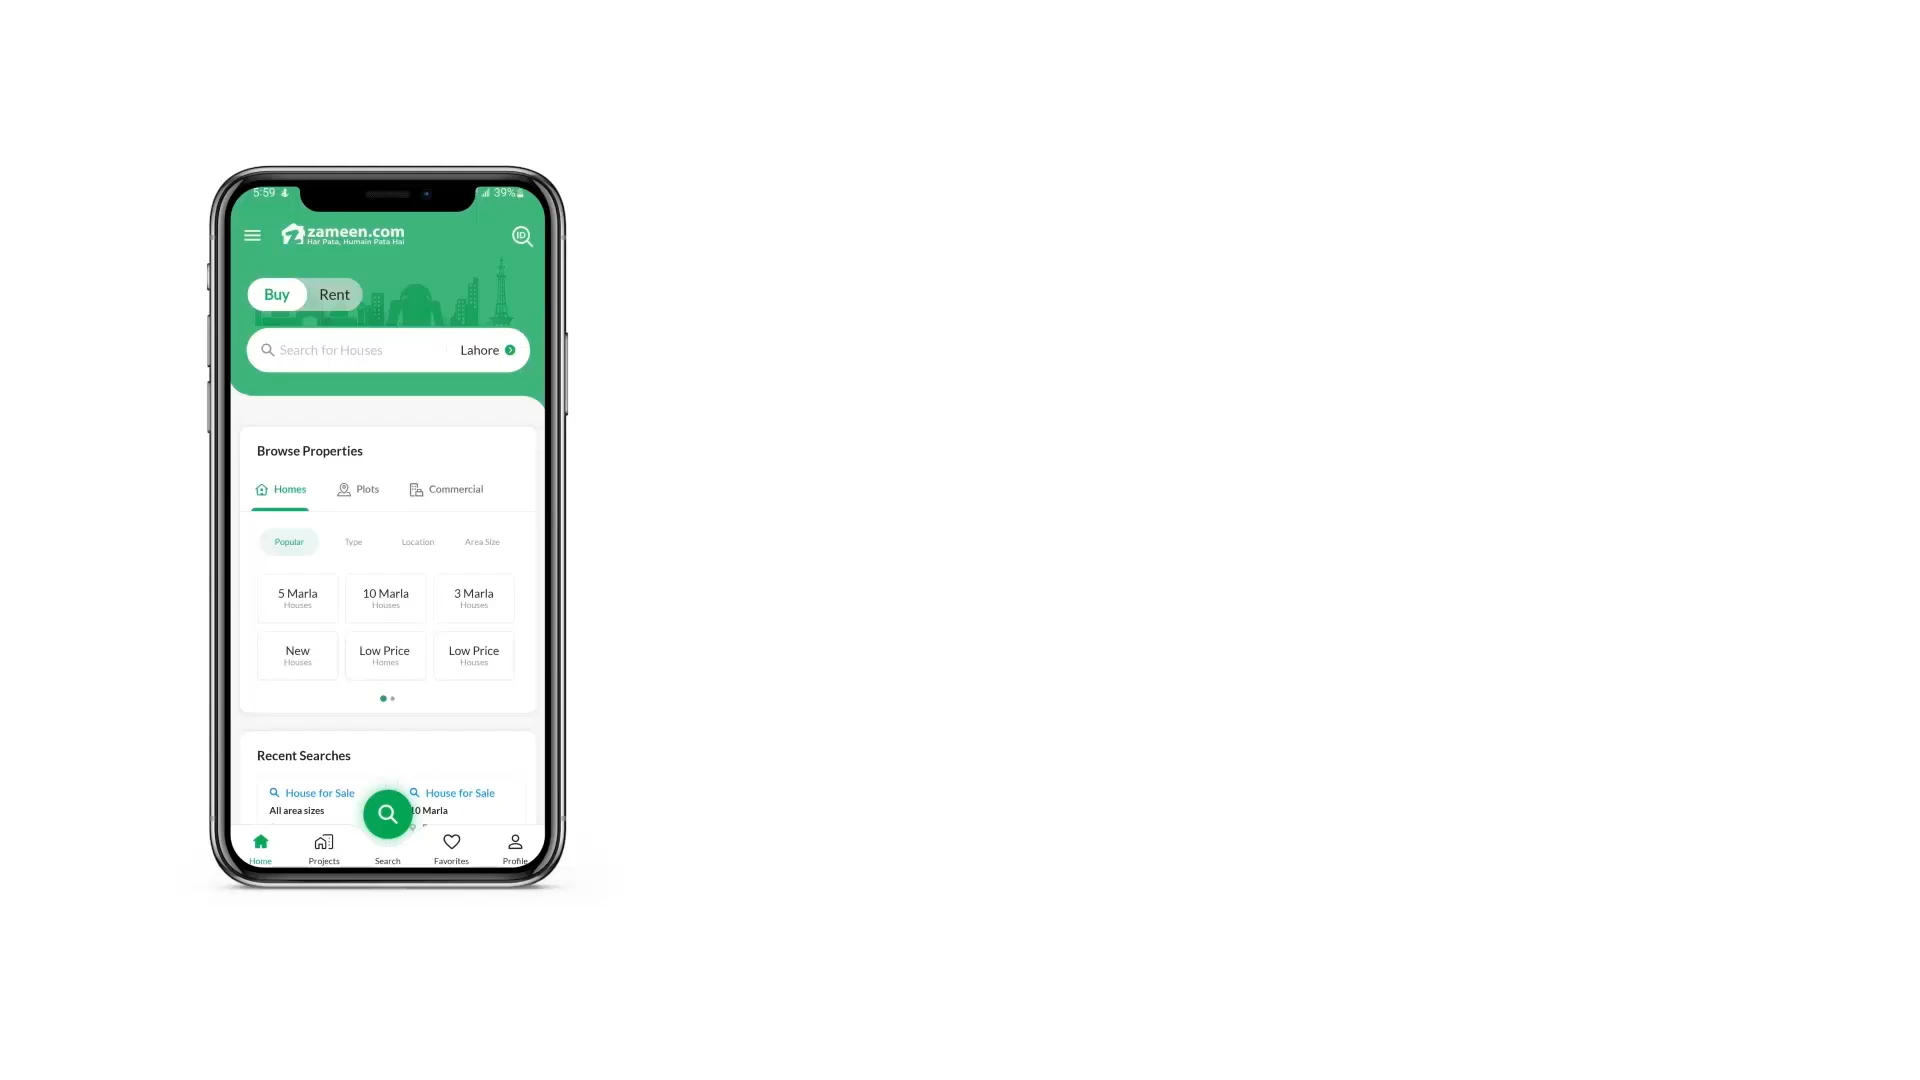 5:59
39%
zameen.com
Har Pata, Humain Pata Hai
ID
Buy Rent
Search for Houses Lahore
Browse Properties
Homes Plots Commercial
Popular Type Location Area Size
5 Marla 10 Marla 3 Marla
Houses Houses Houses
New Low Price Low Price
Houses Homes Houses
Recent Searches
House for Sale House for Sale
All area sizes 10 Marla
Home Projects Search Favorites Profile